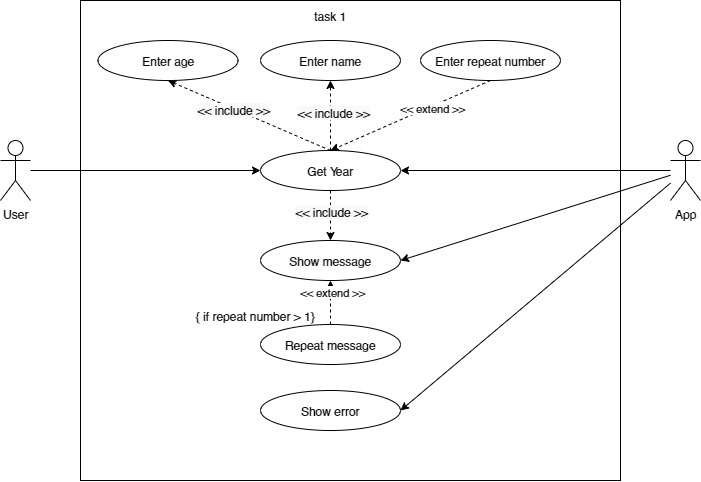 task 1
Enter age
Enter name
Enter repeat number
<< include >>
<< include >>
<< extend >>
Get Year
User
App
<< include >>
Show message
<< extend >>
{ if repeat number > 1}
Repeat message
Show error